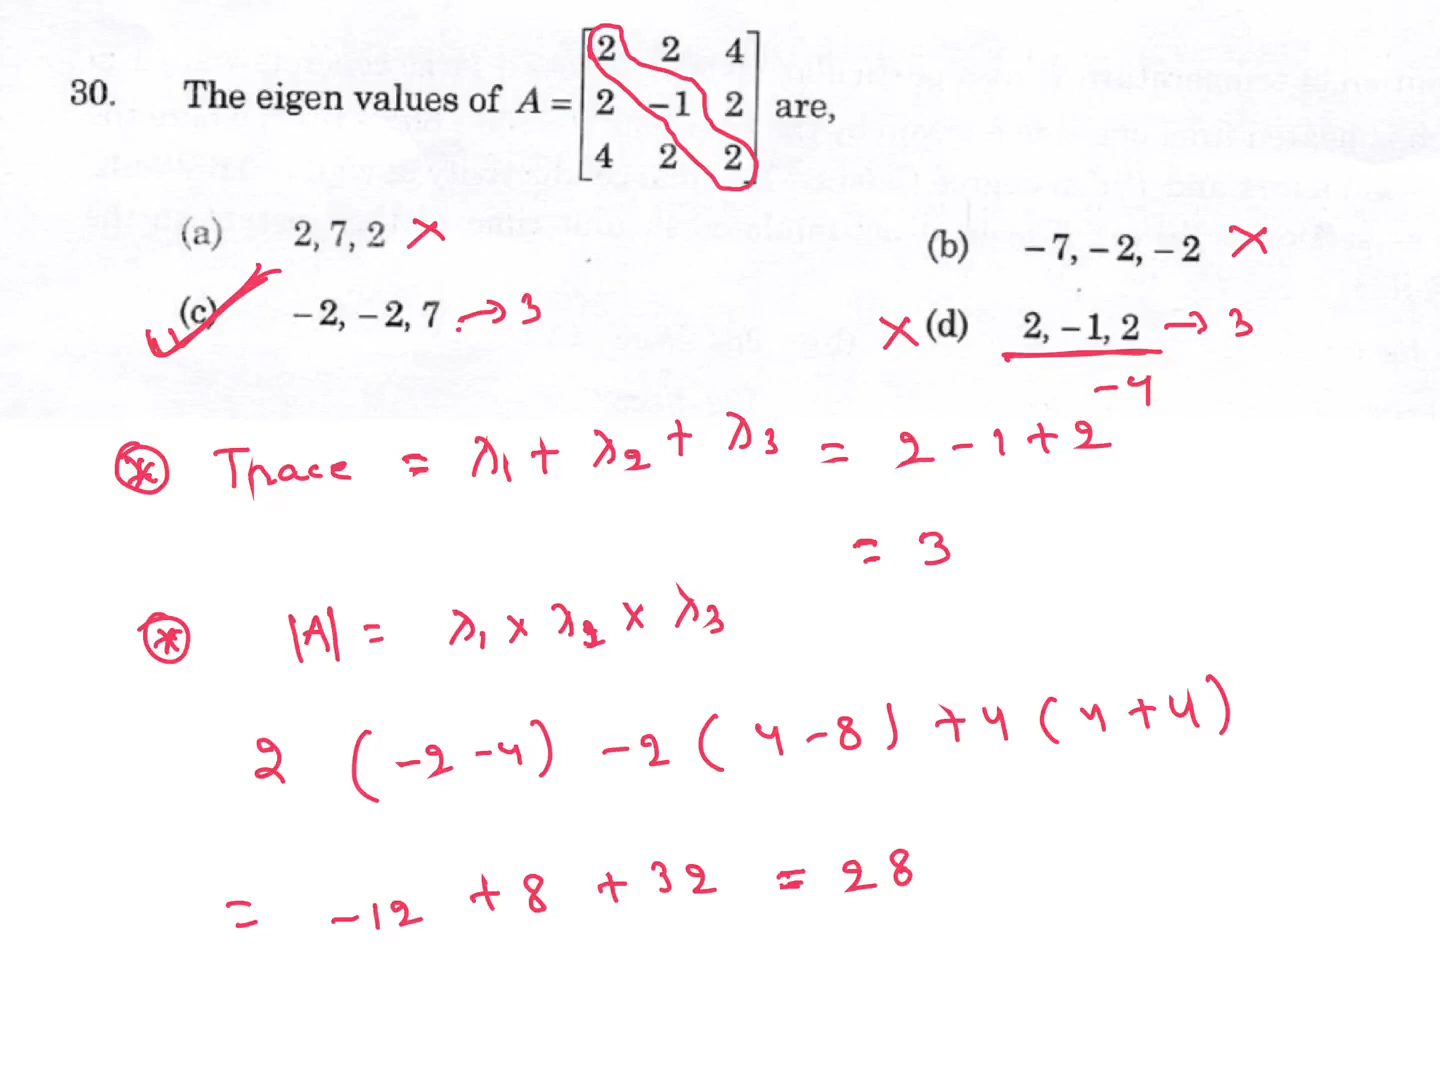 30. The eigen values of A = [2 2 4
2 −1 2
4 2 2] are,
(a) 2, 7, 2 ×
(b) −7, −2, −2 ×
(c) −2, −2, 7 → 3
× (d) 2, −1, 2 → 3
−4
* Trace = λ1 + λ2 + λ3 = 2 − 1 + 2
= 3
* |A| = λ1 × λ2 × λ3
2 (−2 −4) −2 (4 −8) +4 (4 +4)
= −12 + 8 + 32 = 28